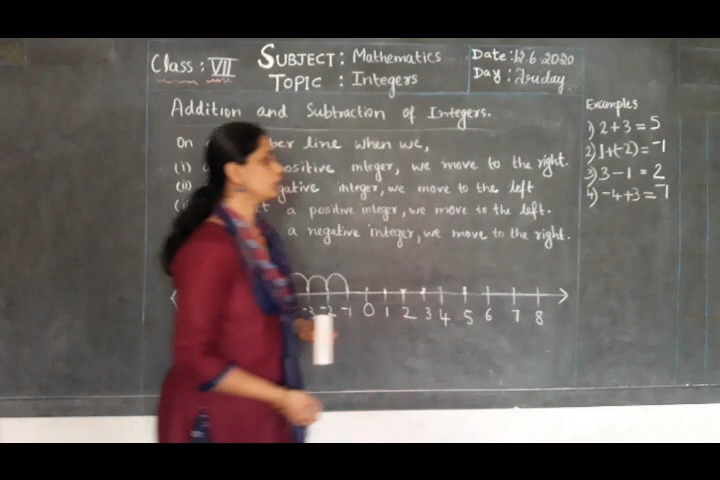 Class: VII
SUBJECT: Mathematics
TOPIC : Integers
Date: 12.6.2020
Day: Friday
Addition and Subtraction of Integers.
On ber line when we,
(i) a ositive integer, we move to the right.
(ii) gative integer, we move to the left
(i t a positive integer, we move to the left.
a negative integer, we move to the right.
-3 -2 -1 0 1 2 3 4 5 6 7 8
Examples
1) 2+3=5
2) 1+(-2)=-1
3) 3-1=2
4) -4+3=-1